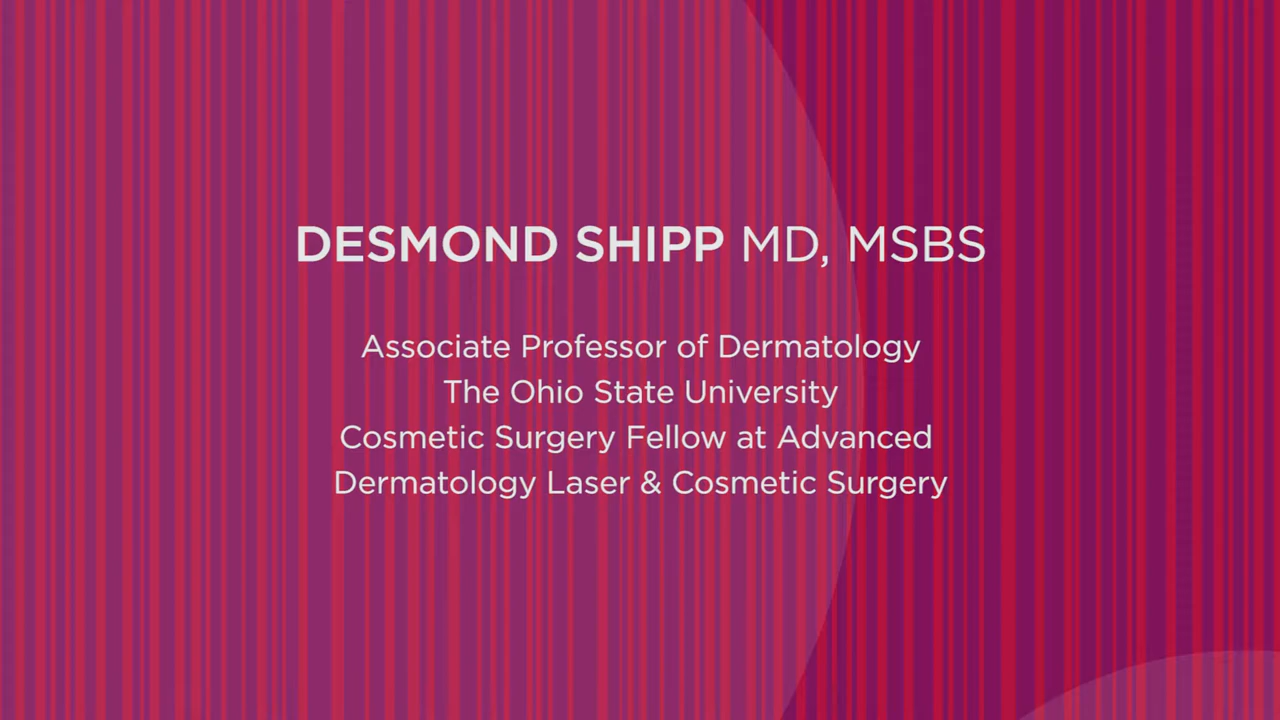 DESMOND SHIPP MD, MSBS
Associate Professor of Dermatology
The Ohio State University
Cosmetic Surgery Fellow at Advanced
Dermatology Laser & Cosmetic Surgery